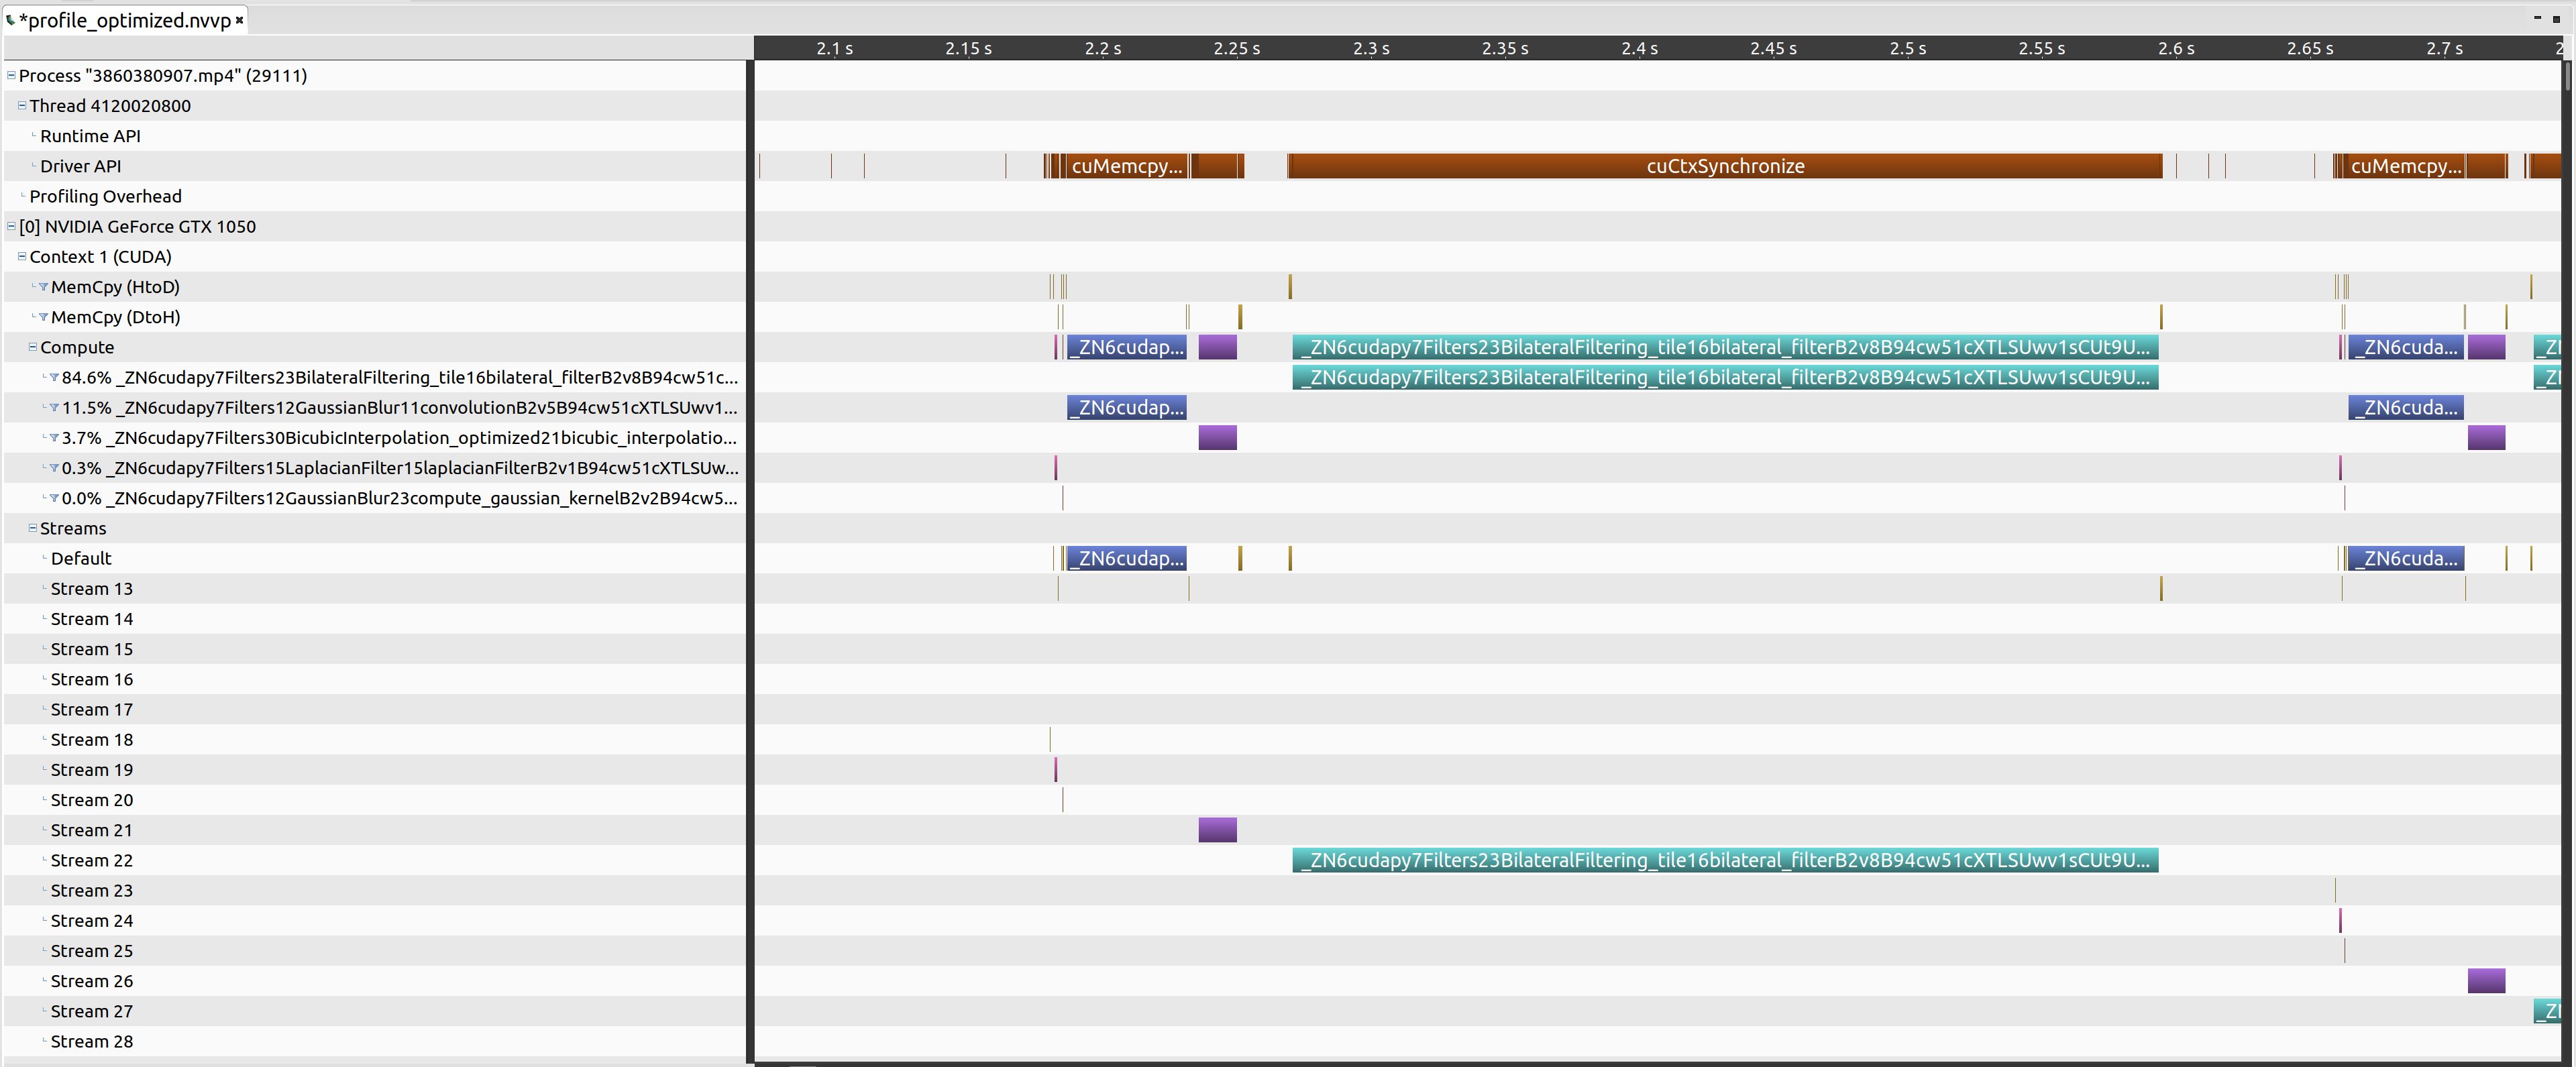 *profile_optimized.nvvp
2.1 s 2.15 s 2.2 s 2.25 s 2.3 s 2.35 s 2.4 s 2.45 s 2.5 s 2.55 s 2.6 s 2.65 s 2.7 s 2
Process "3860380907.mp4" (29111)
Thread 4120020800
Runtime API
Driver API cuMemcpy... cuCtxSynchronize cuMemcpy...
Profiling Overhead
[0] NVIDIA GeForce GTX 1050
Context 1 (CUDA)
MemCpy (HtoD)
MemCpy (DtoH)
Compute _ZN6cudap... _ZN6cudapy7Filters23BilateralFiltering_tile16bilateral_filterB2v8B94cw51cXTLSUwv1sCUt9U... _ZN6cuda... _ZI
84.6% _ZN6cudapy7Filters23BilateralFiltering_tile16bilateral_filterB2v8B94cw51c... _ZN6cudapy7Filters23BilateralFiltering_tile16bilateral_filterB2v8B94cw51cXTLSUwv1sCUt9U... _ZI
11.5% _ZN6cudapy7Filters12GaussianBlur11convolutionB2v5B94cw51cXTLSUwv1... _ZN6cudap... _ZN6cuda...
3.7% _ZN6cudapy7Filters30BicubicInterpolation_optimized21bicubic_interpolatio...
0.3% _ZN6cudapy7Filters15LaplacianFilter15laplacianFilterB2v1B94cw51cXTLSUw...
0.0% _ZN6cudapy7Filters12GaussianBlur23compute_gaussian_kernelB2v2B94cw5...
Streams
Default _ZN6cudap... _ZN6cuda...
Stream 13
Stream 14
Stream 15
Stream 16
Stream 17
Stream 18
Stream 19
Stream 20
Stream 21
Stream 22 _ZN6cudapy7Filters23BilateralFiltering_tile16bilateral_filterB2v8B94cw51cXTLSUwv1sCUt9U...
Stream 23
Stream 24
Stream 25
Stream 26
Stream 27 _ZI
Stream 28